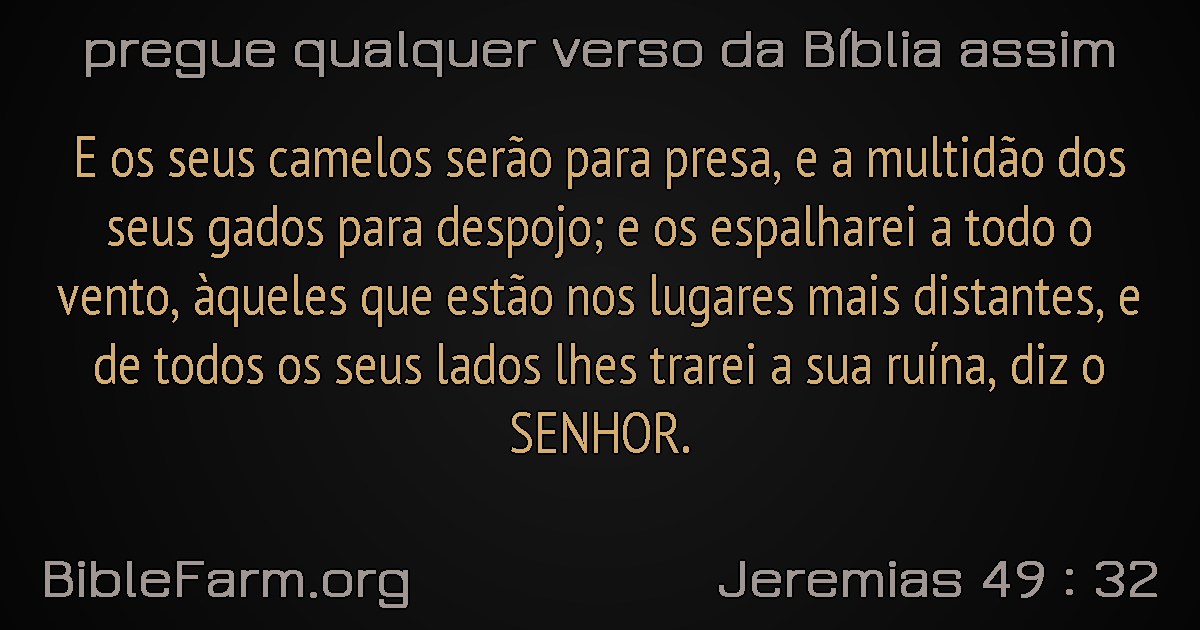 pregue qualquer verso da Bíblia assim
E os seus camelos serão para presa, e a multidão dos
seus gados para despojo; e os espalharei a todo o
vento, àqueles que estão nos lugares mais distantes, e
de todos os seus lados lhes trarei a sua ruína, diz o
SENHOR.
BibleFarm.org
Jeremias 49 : 32